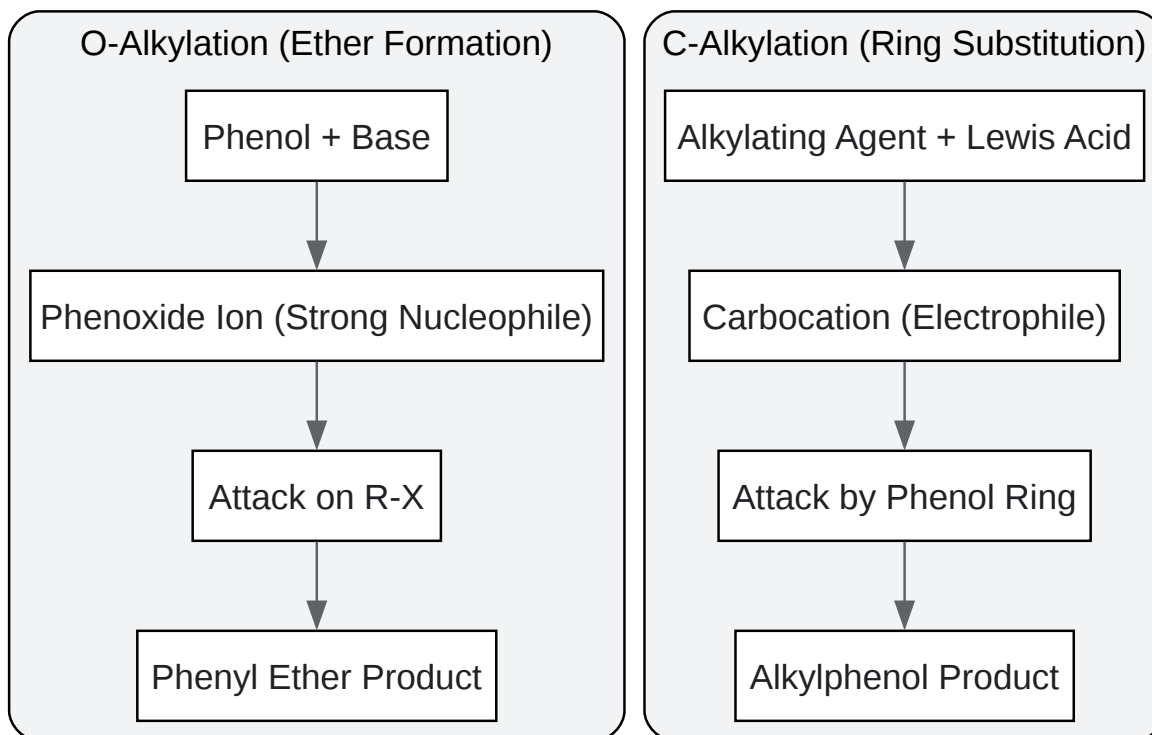 O-Alkylation (Ether Formation)
Phenol + Base
Phenoxide Ion (Strong Nucleophile)
Attack on R-X
Phenyl Ether Product
C-Alkylation (Ring Substitution)
Alkylating Agent + Lewis Acid
Carbocation (Electrophile)
Attack by Phenol Ring
Alkylphenol Product